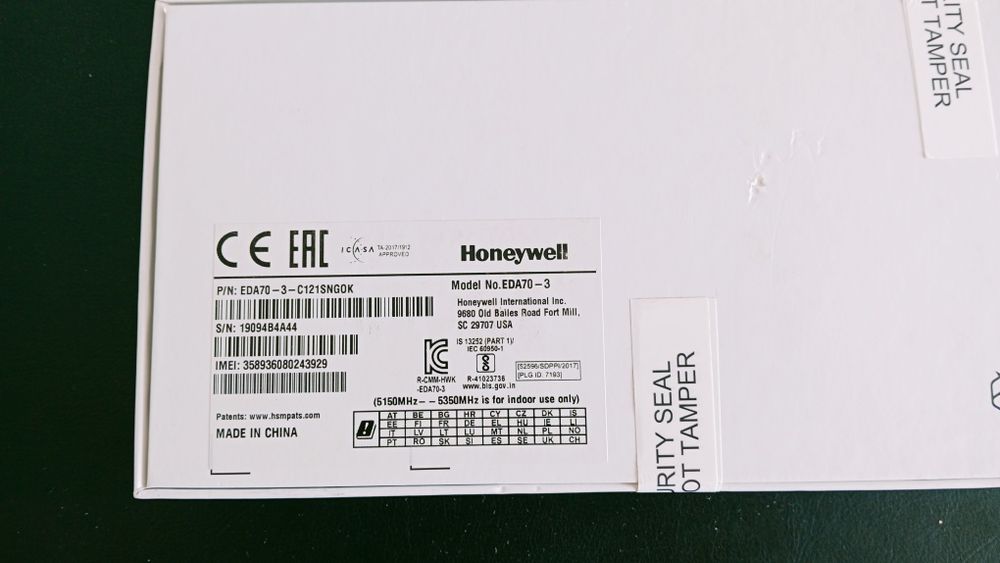 RITY SEAL
T TAMPER
CE EAC ICASA TA-2017/1912
APPROVED
Honeywell
P/N: EDA70-3-C121SNGOK
Model No.EDA70-3
Honeywell International Inc.
9680 Old Bailes Road Fort Mill,
SC 29707 USA
S/N: 19094B4A44
IS 13252 (PART 1)/
IEC 60950-1
IMEI: 358936080243929
R-CMM-HWK
-EDA70-3
R-41023736
www.bis.gov.in
[52596/SDPPI/2017]
[PLG ID: 7193]
(5150MHz--5350MHz is for indoor use only)
Patents: www.hsmpats.com
MADE IN CHINA
AT BE BG HR CY CZ DK IS
EE FI FR DE EL HU IE LI
IT LV LT LU MT NL PL NO
PT RO SK SI ES SE UK CH
URITY SEAL
OT TAMPER